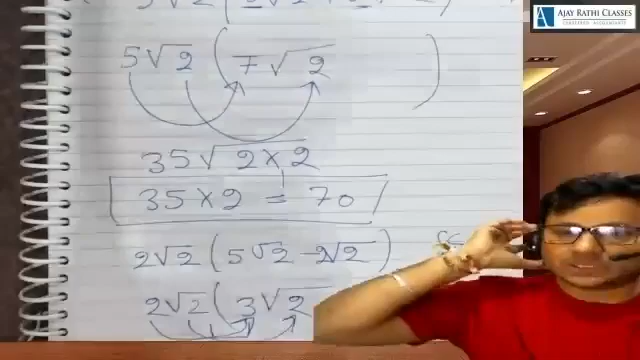 AJAY RATHI CLASSES
5√2 ( 7√2 )
35√2×2
35×2 = 70
2√2 ( 5√2 - 2√2 )
2√2 ( 3√2